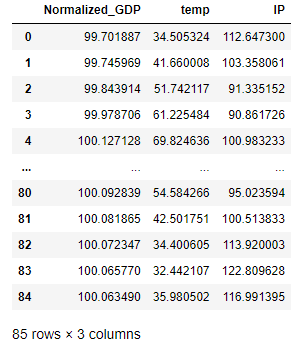 Normalized_GDP temp IP
0 99.701887 34.505324 112.647300
1 99.745969 41.660008 103.358061
2 99.843914 51.742117 91.335152
3 99.978706 61.225484 90.861726
4 100.127128 69.824636 100.983233
... ... ... ...
80 100.092839 54.584266 95.023594
81 100.081865 42.501751 100.513833
82 100.072347 34.400605 113.920003
83 100.065770 32.442107 122.809628
84 100.063490 35.980502 116.991395
85 rows × 3 columns